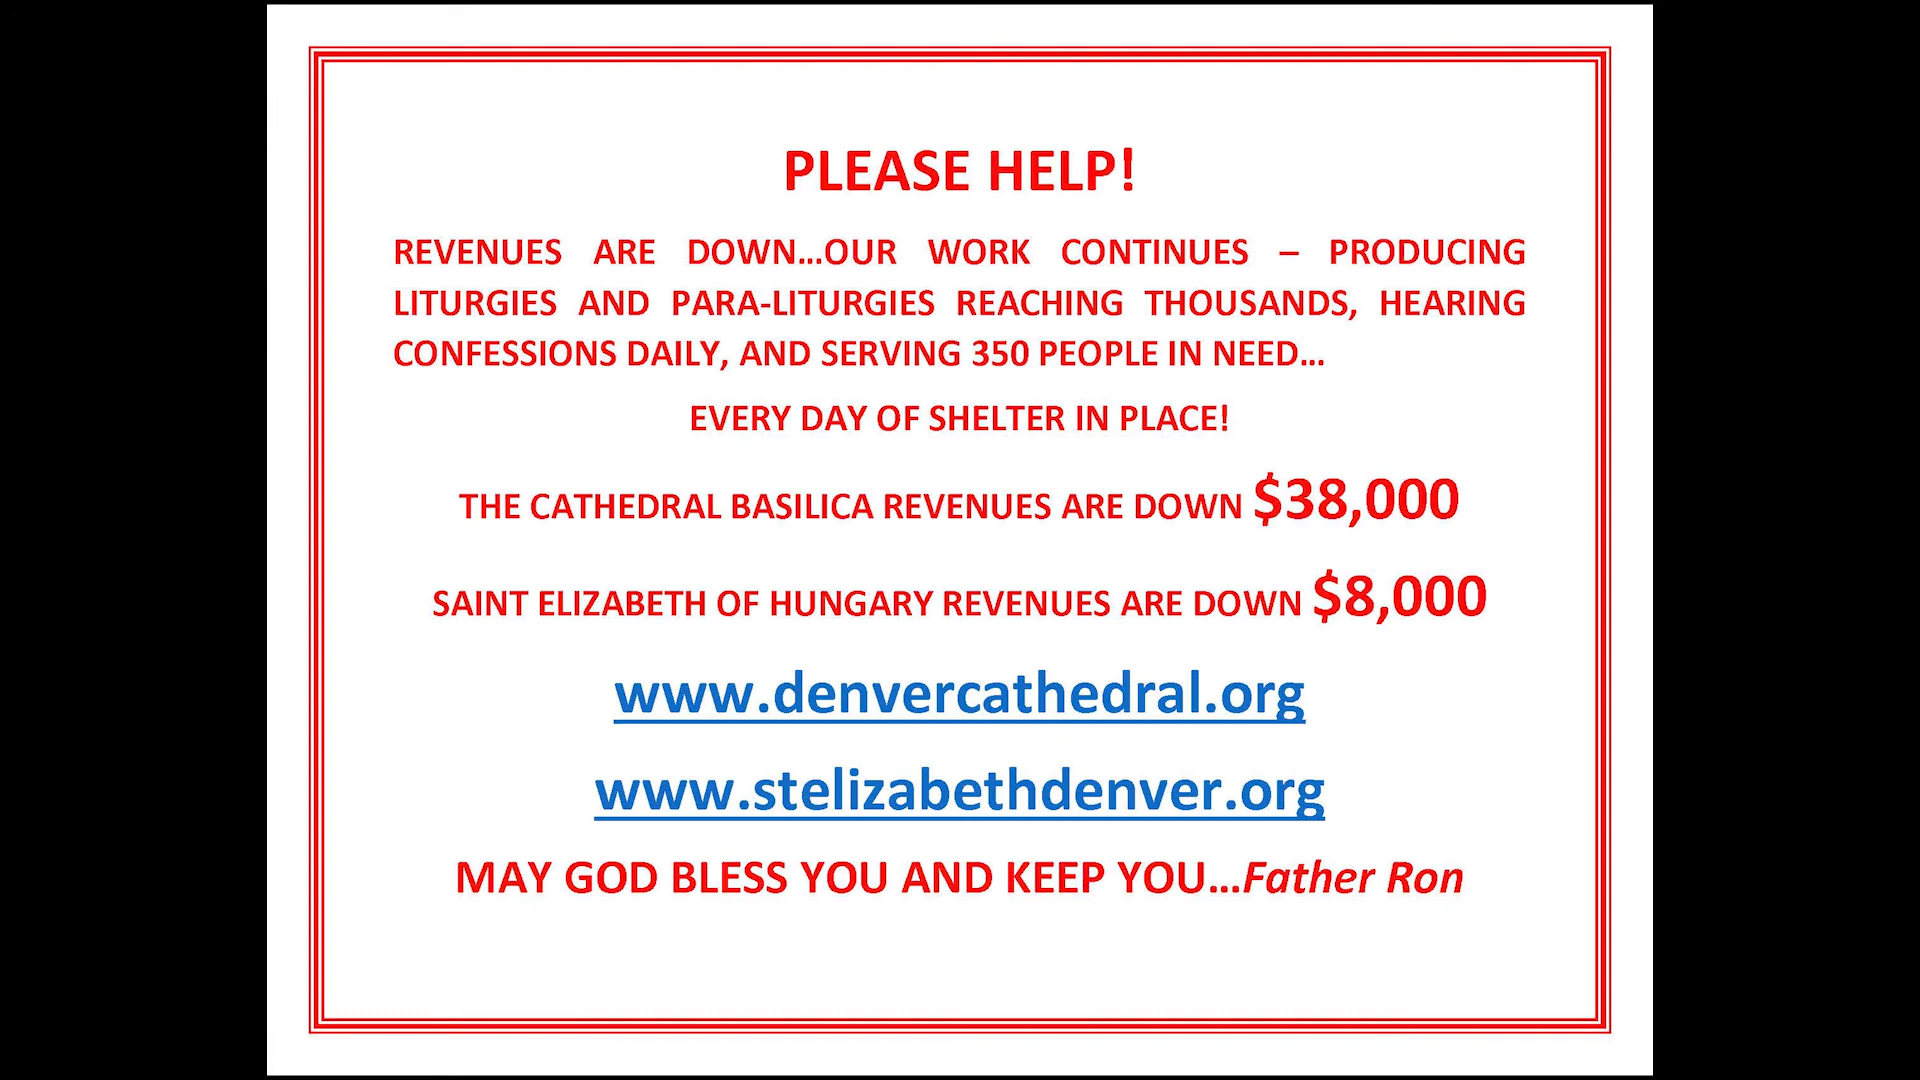 PLEASE HELP!
REVENUES ARE DOWN...OUR WORK CONTINUES – PRODUCING
LITURGIES AND PARA-LITURGIES REACHING THOUSANDS, HEARING
CONFESSIONS DAILY, AND SERVING 350 PEOPLE IN NEED...
EVERY DAY OF SHELTER IN PLACE!
THE CATHEDRAL BASILICA REVENUES ARE DOWN $38,000
SAINT ELIZABETH OF HUNGARY REVENUES ARE DOWN $8,000
www.denvercathedral.org
www.stelizabethdenver.org
MAY GOD BLESS YOU AND KEEP YOU...Father Ron